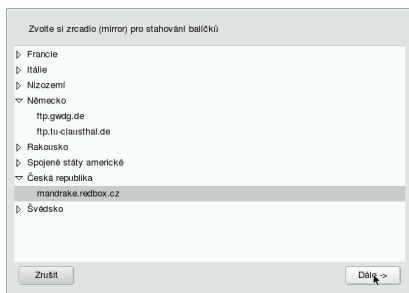 Zvolte si zrcadlo (mirror) pro stahování balíčků
Francie
Itálie
Nizozemí
Německo
ftp.gwdg.de
ftp.tu-clausthal.de
Rakousko
Spojené státy americké
Česká republika
mandrake.redbox.cz
Švédsko
Zrušit
Dále ->